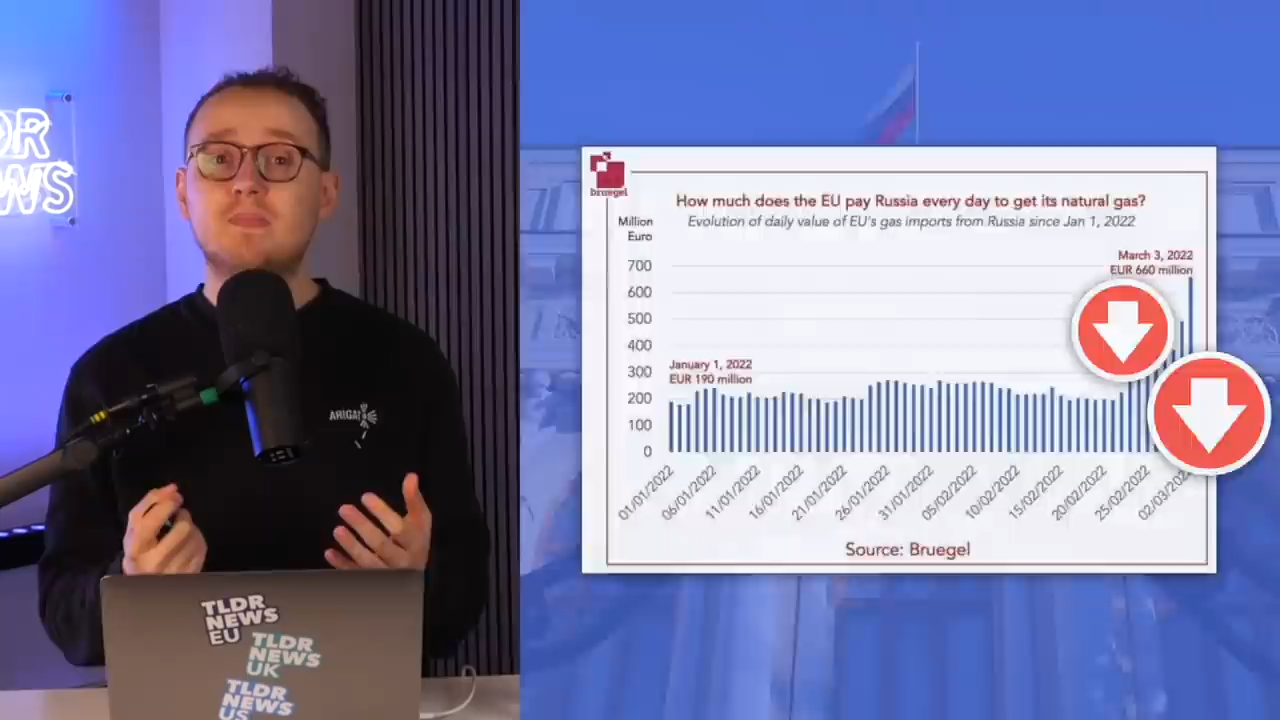 DR
WS
ARIGAT
TLDR
NEWS
EU
TLDR
NEWS
UK
TLDR
NEWS
US
bruegel
How much does the EU pay Russia every day to get its natural gas?
Evolution of daily value of EU's gas imports from Russia since Jan 1, 2022
Million
Euro
700
600
500
400
300
200
100
0
March 3, 2022
EUR 660 million
January 1, 2022
EUR 190 million
01/01/2022
06/01/2022
11/01/2022
16/01/2022
21/01/2022
26/01/2022
31/01/2022
05/02/2022
10/02/2022
15/02/2022
20/02/2022
25/02/2022
02/03/2022
Source: Bruegel